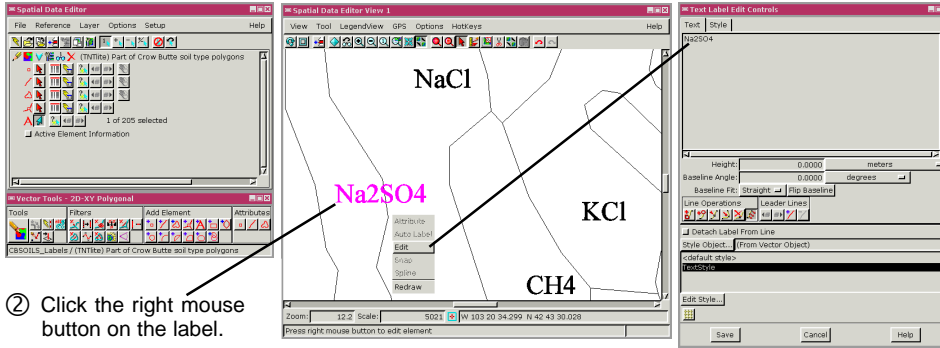 Spatial Data Editor
File Reference Layer Options Setup Help
(TNTlite) Part of Crow Butte soil type polygons
1 of 205 selected
Active Element Information
Vector Tools - 2D-XY Polygonal
Tools Filters Add Element Attributes
CBSOILS_Labels / (TNTlite) Part of Crow Butte soil type polygons
② Click the right mouse
button on the label.
Spatial Data Editor View 1
View Tool LegendView GPS Options HotKeys Help
NaCl
Na2SO4
KCl
CH4
Attribute
Auto Label
Edit
Snap
Spline
Redraw
Zoom: 12.2 Scale: 5021 W 103 20 34.299 N 42 43 30.028
Press right mouse button to edit element
Text Label Edit Controls
Text Style
Na2SO4
Height: 0.0000 meters
Baseline Angle: 0.0000 degrees
Baseline Fit: Straight Flip Baseline
Line Operations Leader Lines
Detach Label From Line
Style Object... (From Vector Object)
<default style>
TextStyle
Edit Style...
Save Cancel Help